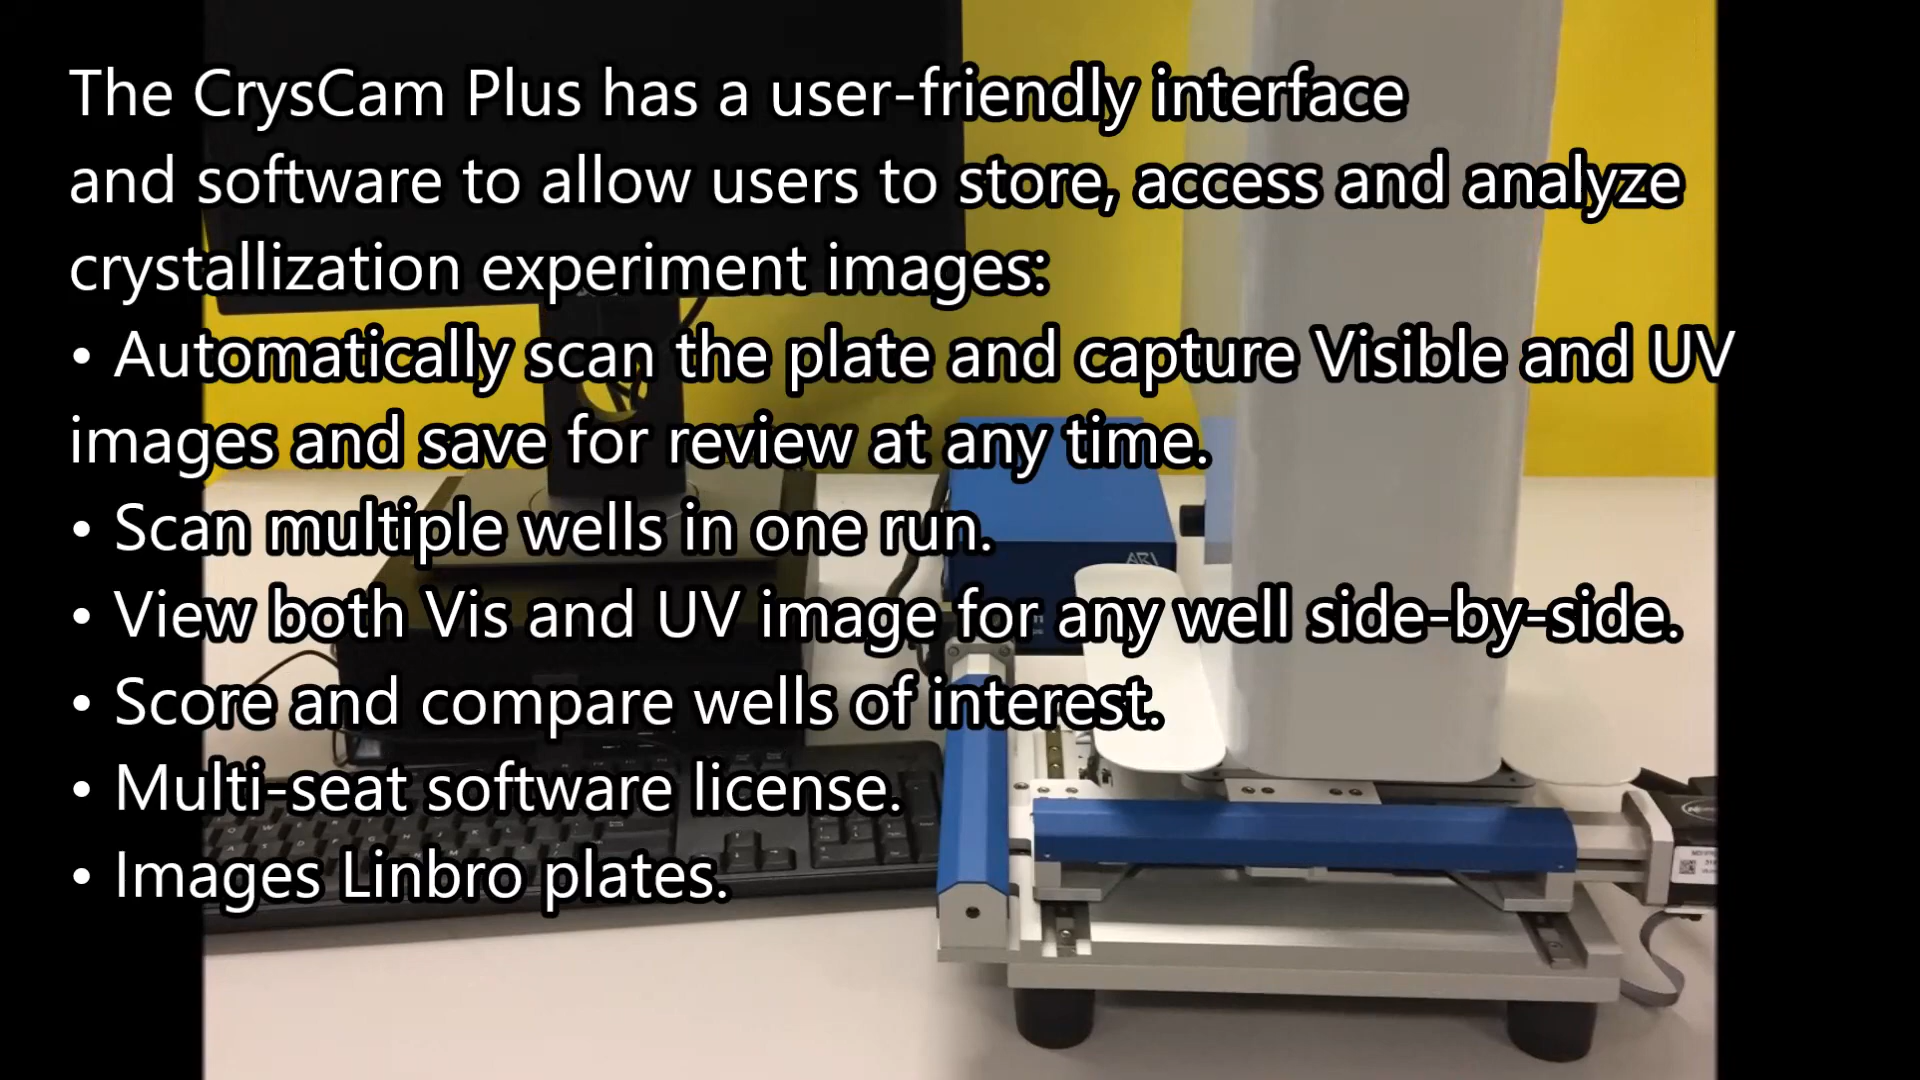 The CrysCam Plus has a user-friendly interface
and software to allow users to store, access and analyze
crystallization experiment images:
• Automatically scan the plate and capture Visible and UV
images and save for review at any time.
• Scan multiple wells in one run.
• View both Vis and UV image for any well side-by-side.
• Score and compare wells of interest.
• Multi-seat software license.
• Images Linbro plates.
ARI